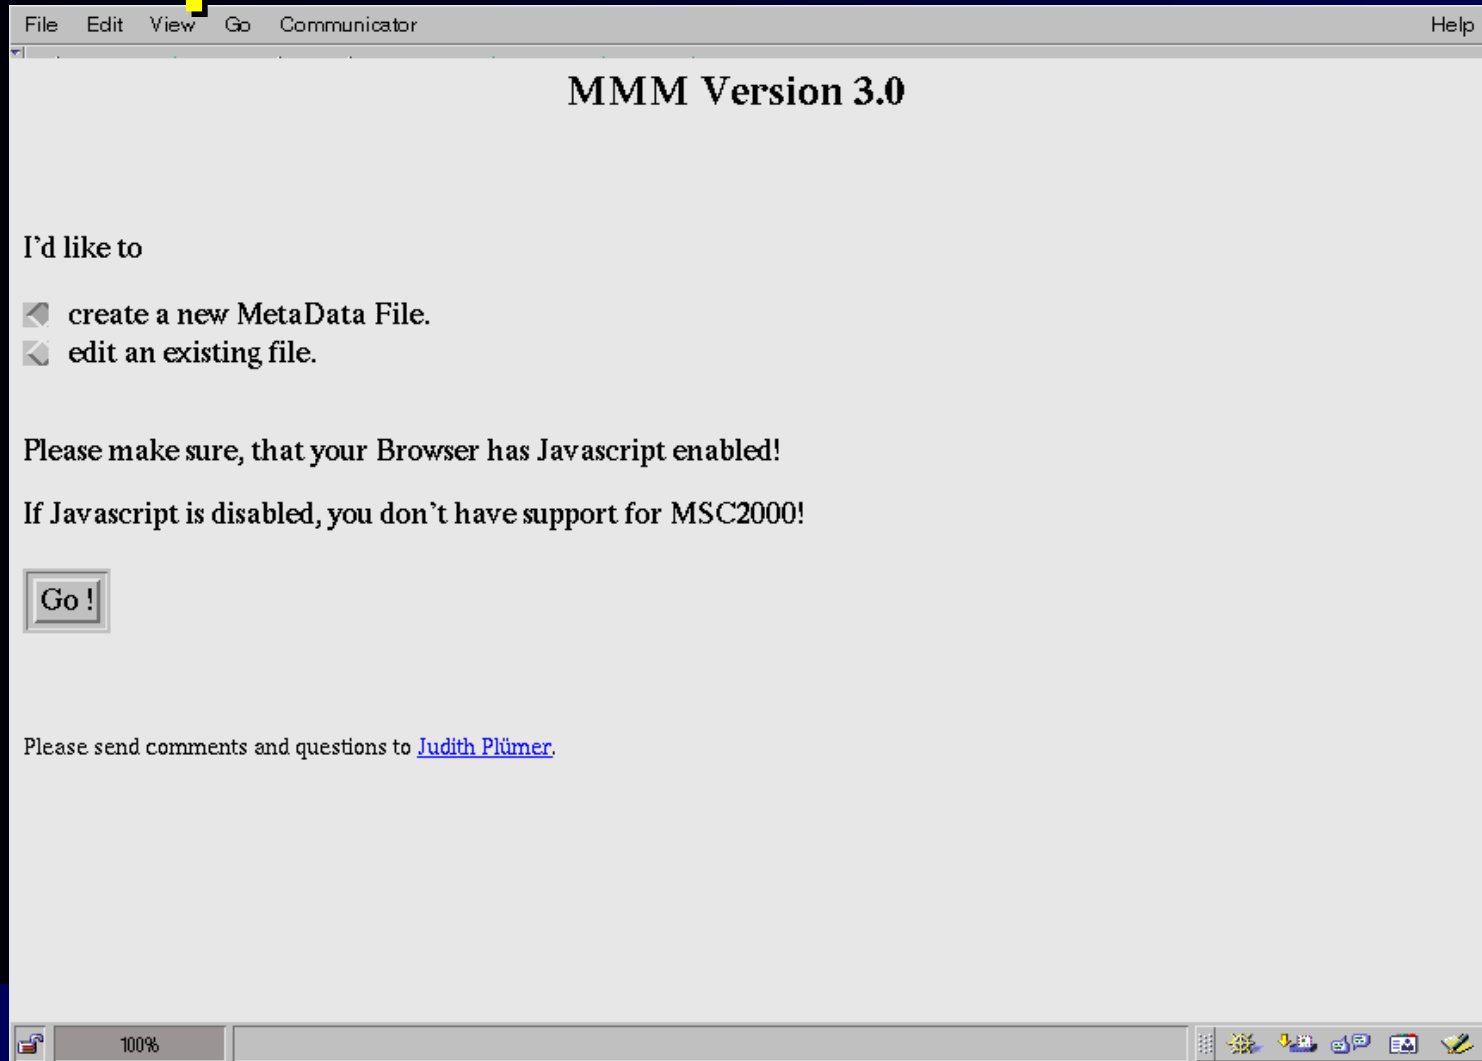 File Edit View Go Communicator Help
MMM Version 3.0
I'd like to
create a new MetaData File.
edit an existing file.
Please make sure, that your Browser has Javascript enabled!
If Javascript is disabled, you don't have support for MSC2000!
Go !
Please send comments and questions to Judith Plümer.
100%